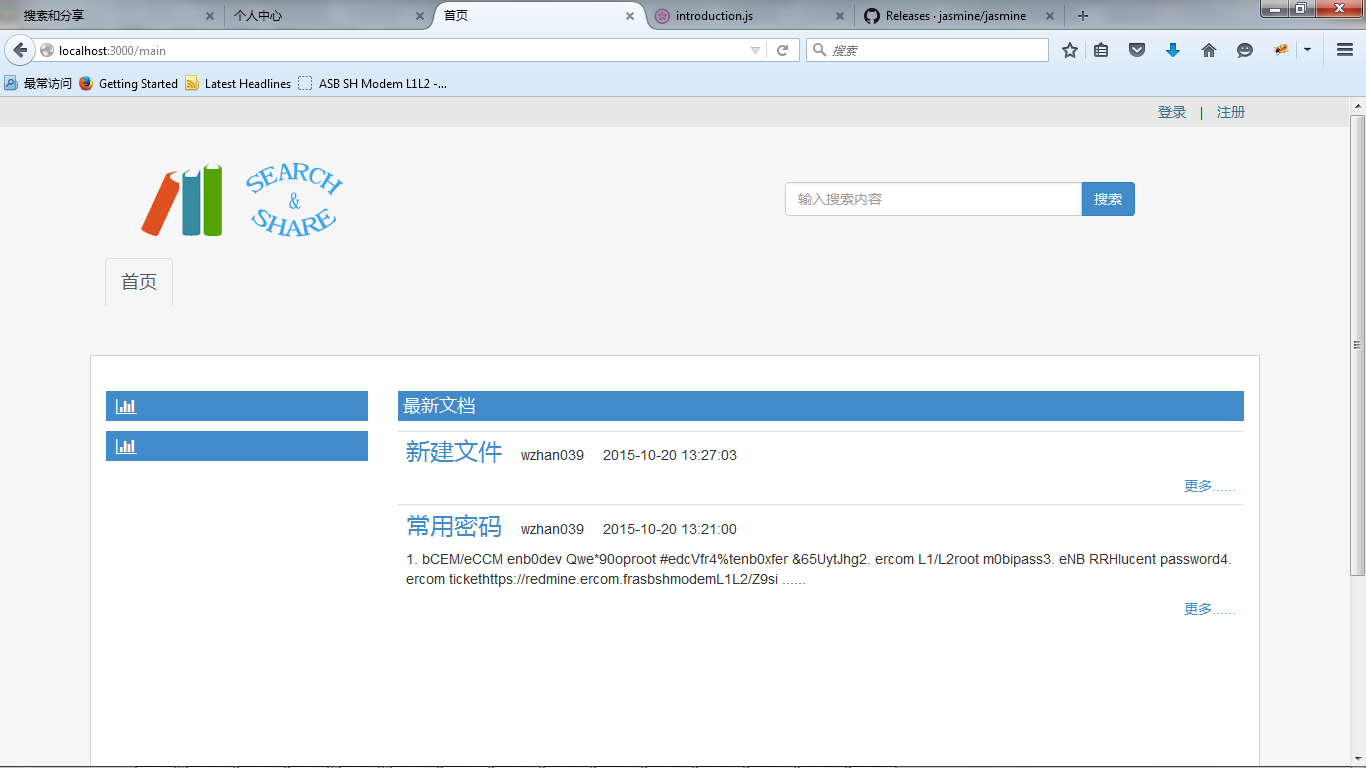 搜索和分享
个人中心
首页
introduction.js
Releases · jasmine/jasmine
localhost:3000/main
搜索
最常访问
Getting Started
Latest Headlines
ASB SH Modem L1L2 -...
登录 | 注册
SEARCH
&
SHARE
输入搜索内容
搜索
首页
最新文档
新建文件 wzhan039 2015-10-20 13:27:03
更多......
常用密码 wzhan039 2015-10-20 13:21:00
1. bCEM/eCCM enb0dev Qwe*90oproot #edcVfr4%tenb0xfer &65UytJhg2. ercom L1/L2root m0bipass3. eNB RRHlucent password4.
ercom tickethttps://redmine.ercom.frasbshmodemL1L2/Z9si ......
更多......